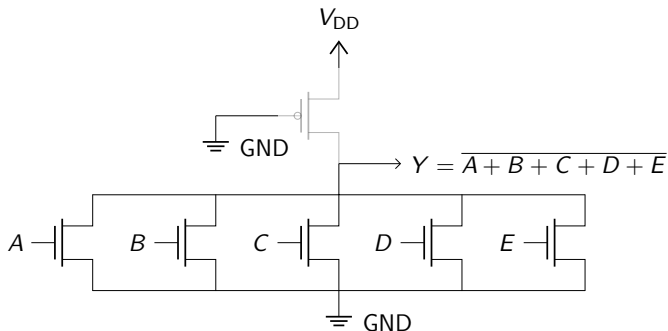 V_DD
GND
Y = \overline{A + B + C + D + E}
A B C D E
GND